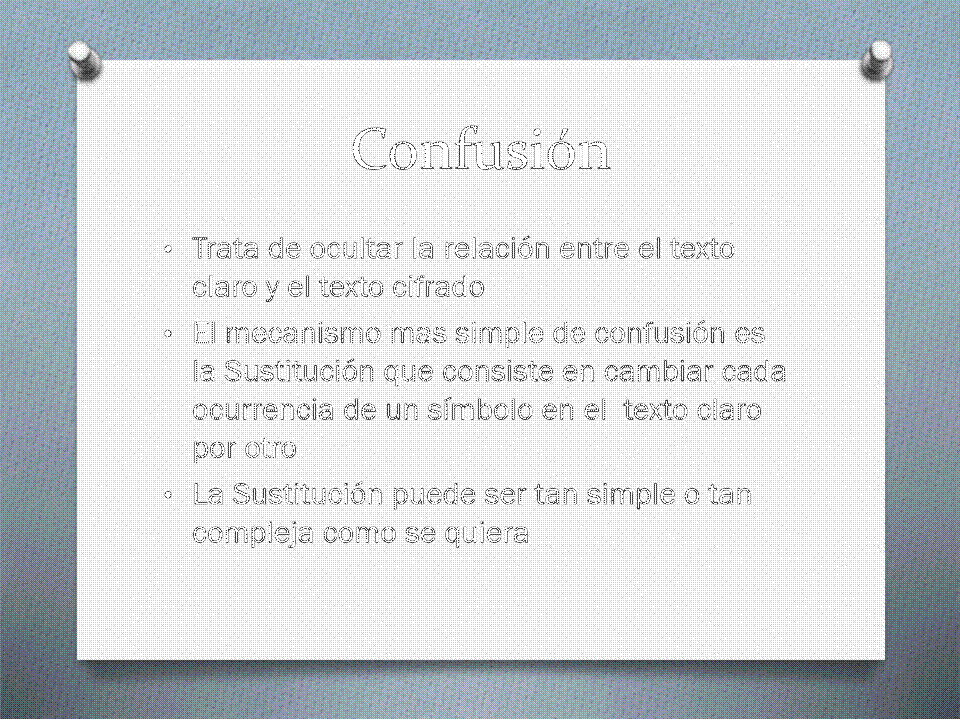 Confusión
• Trata de ocultar la relación entre el texto
claro y el texto cifrado
• El mecanismo mas simple de confusión es
la Sustitución que consiste en cambiar cada
ocurrencia de un símbolo en el texto claro
por otro
• La Sustitución puede ser tan simple o tan
compleja como se quiera